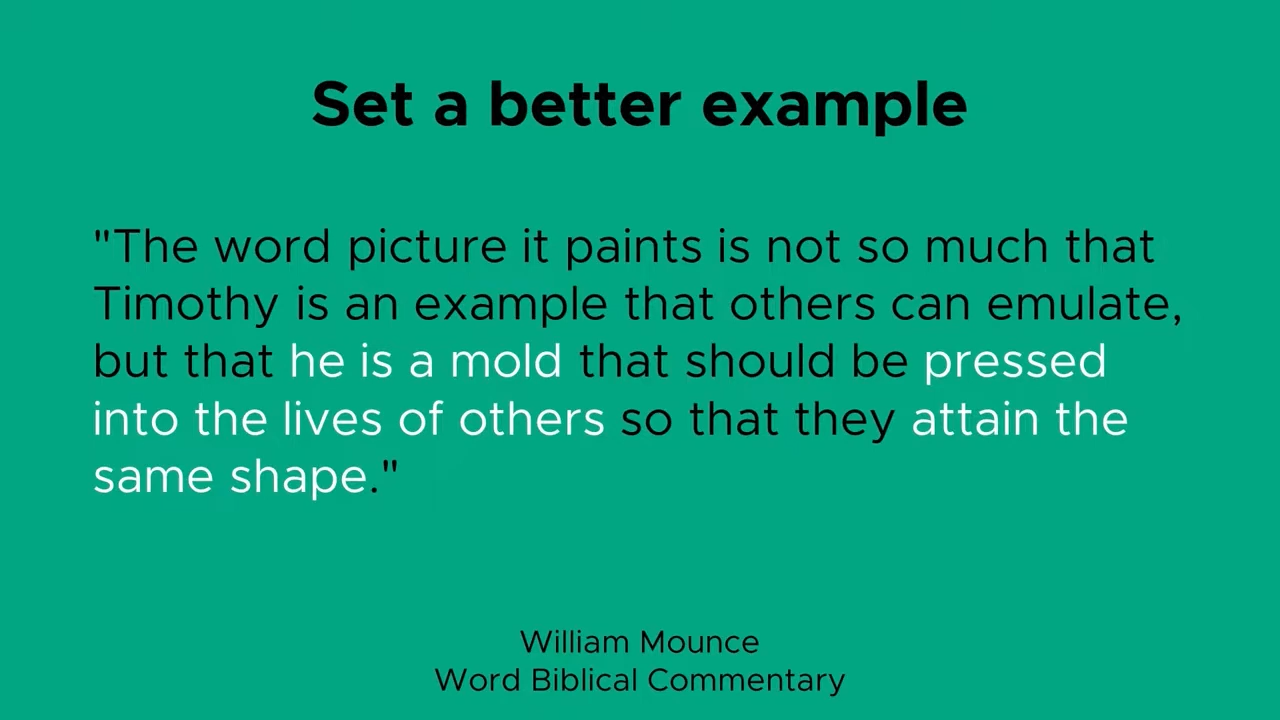 Set a better example
"The word picture it paints is not so much that
Timothy is an example that others can emulate,
but that he is a mold that should be pressed
into the lives of others so that they attain the
same shape."
William Mounce
Word Biblical Commentary